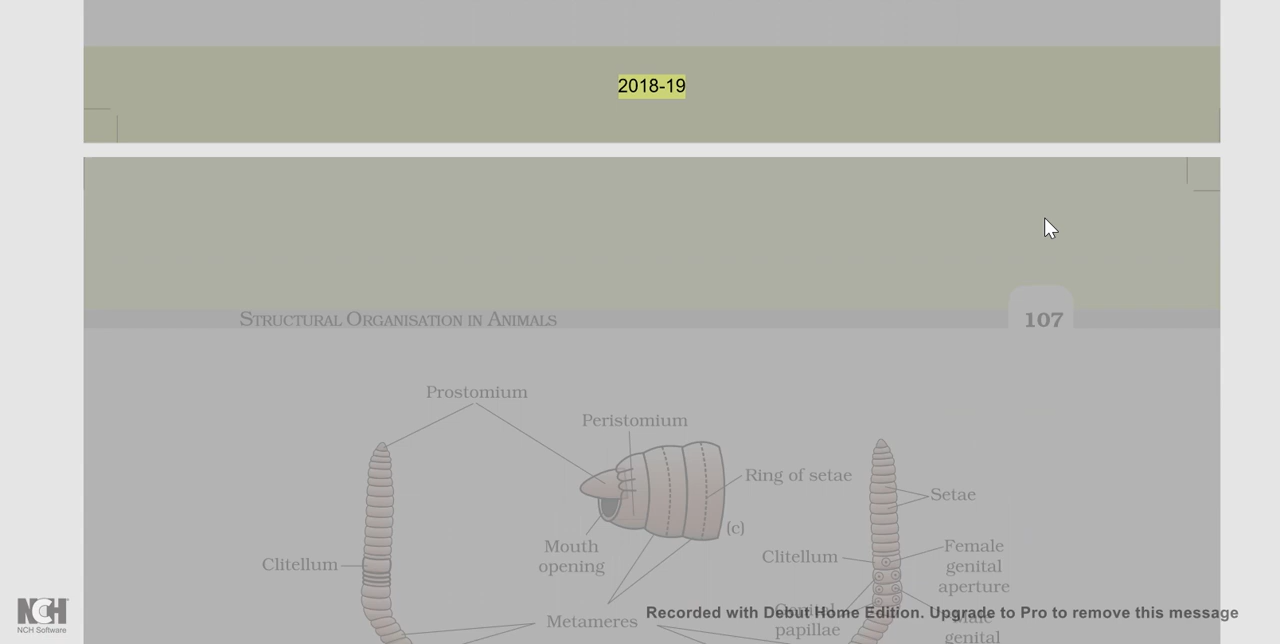 2018-19
STRUCTURAL ORGANISATION IN ANIMALS
107
Prostomium
Peristomium
Ring of setae
Setae
(c)
Mouth
opening
Clitellum
Clitellum
Female
genital
aperture
Metameres
Genital
papillae
Male
genital
Recorded with Debut Home Edition. Upgrade to Pro to remove this message
NCH
NCH Software